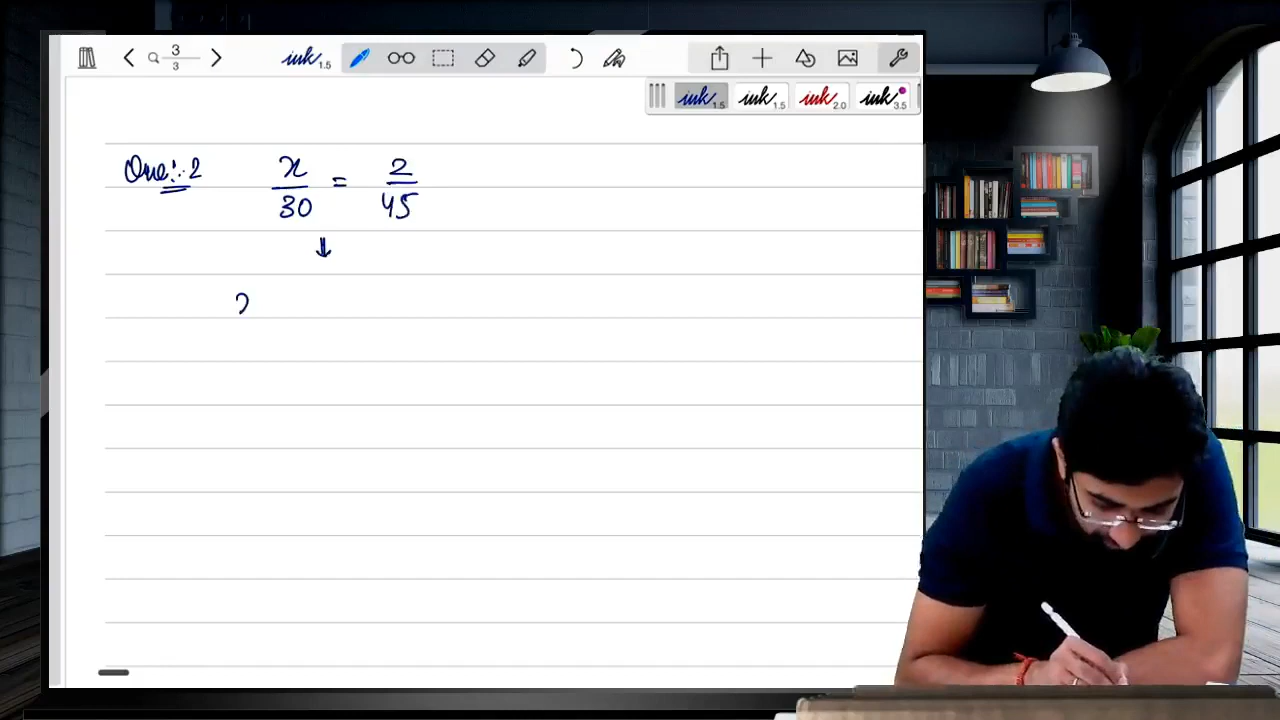 3
3
ink 1.5
ink 1.5
ink 1.5
ink 2.0
ink 3.5
Que:- 2 x/30 = 2/45